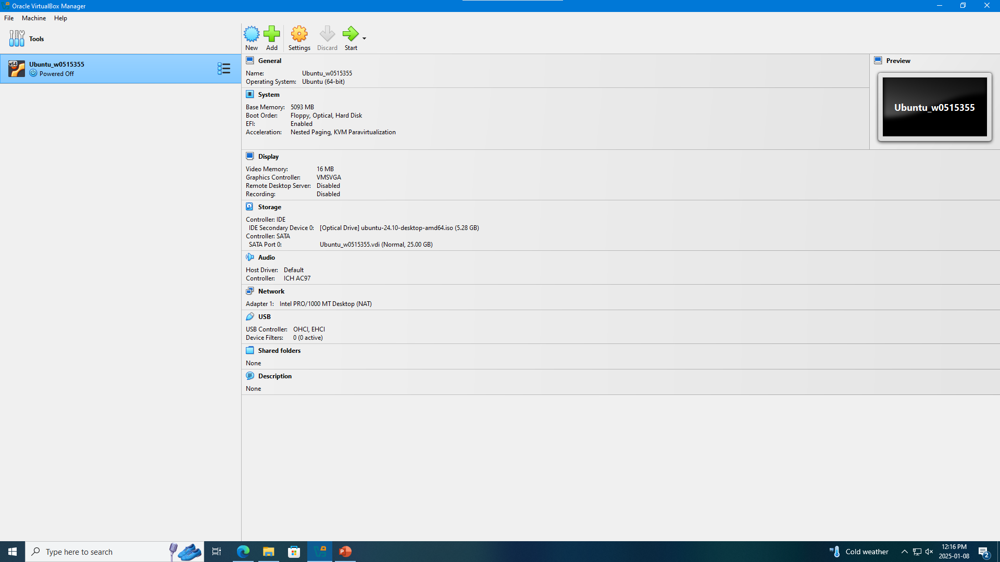 Oracle VirtualBox Manager
File Machine Help
Tools
New Add Settings Discard Start
x64
Ubuntu_w0515355
Powered Off
General
Name: Ubuntu_w0515355
Operating System: Ubuntu (64-bit)
System
Base Memory: 5093 MB
Boot Order: Floppy, Optical, Hard Disk
EFI: Enabled
Acceleration: Nested Paging, KVM Paravirtualization
Preview
Ubuntu_w0515355
Display
Video Memory: 16 MB
Graphics Controller: VMSVGA
Remote Desktop Server: Disabled
Recording: Disabled
Storage
Controller: IDE
IDE Secondary Device 0: [Optical Drive] ubuntu-24.10-desktop-amd64.iso (5.28 GB)
Controller: SATA
SATA Port 0: Ubuntu_w0515355.vdi (Normal, 25.00 GB)
Audio
Host Driver: Default
Controller: ICH AC97
Network
Adapter 1: Intel PRO/1000 MT Desktop (NAT)
USB
USB Controller: OHCI, EHCI
Device Filters: 0 (0 active)
Shared folders
None
Description
None
Type here to search
P
Cold weather
12:16 PM
2025-01-08
2